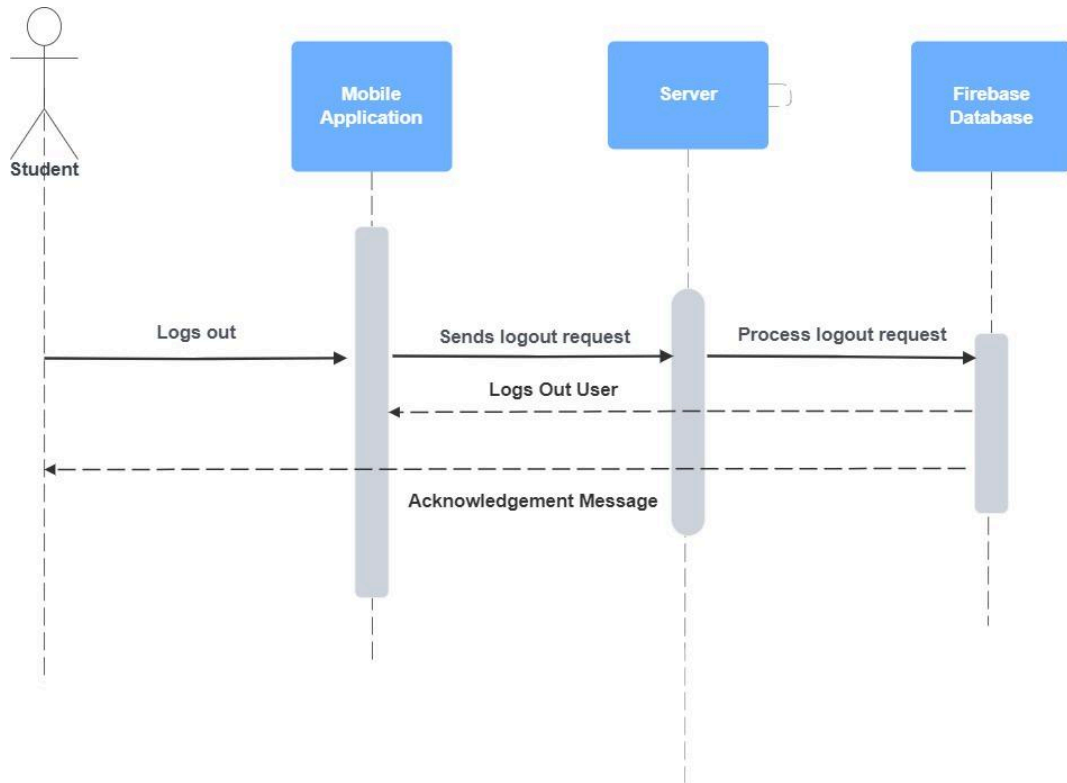 Mobile
Application
Server
Firebase
Database
Student
Logs out
Sends logout request
Process logout request
Logs Out User
Acknowledgement Message